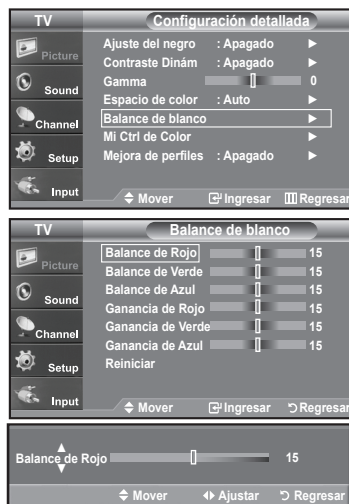 TV Configuración detallada
Picture
Sound
Channel
Setup
Input
Ajuste del negro : Apagado
Contraste Dinám : Apagado
Gamma 0
Espacio de color : Auto
Balance de blanco
Mi Ctrl de Color
Mejora de perfiles : Apagado
Mover Ingresar Regresar
TV Balance de blanco
Picture
Sound
Channel
Setup
Input
Balance de Rojo 15
Balance de Verde 15
Balance de Azul 15
Ganancia de Rojo 15
Ganancia de Verde 15
Ganancia de Azul 15
Reiniciar
Mover Ingresar Regresar
Balance de Rojo 15
Mover Ajustar Regresar